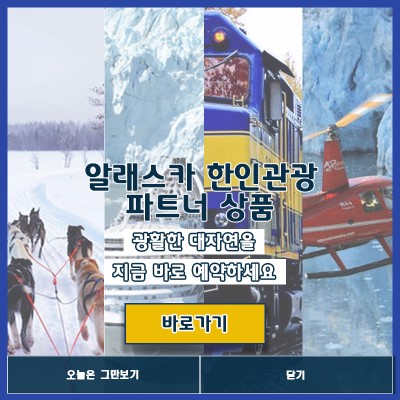 알래스카 한인관광
파트너 상품
광활한 대자연을
지금 바로 예약하세요
바로가기
오늘은 그만보기
닫기